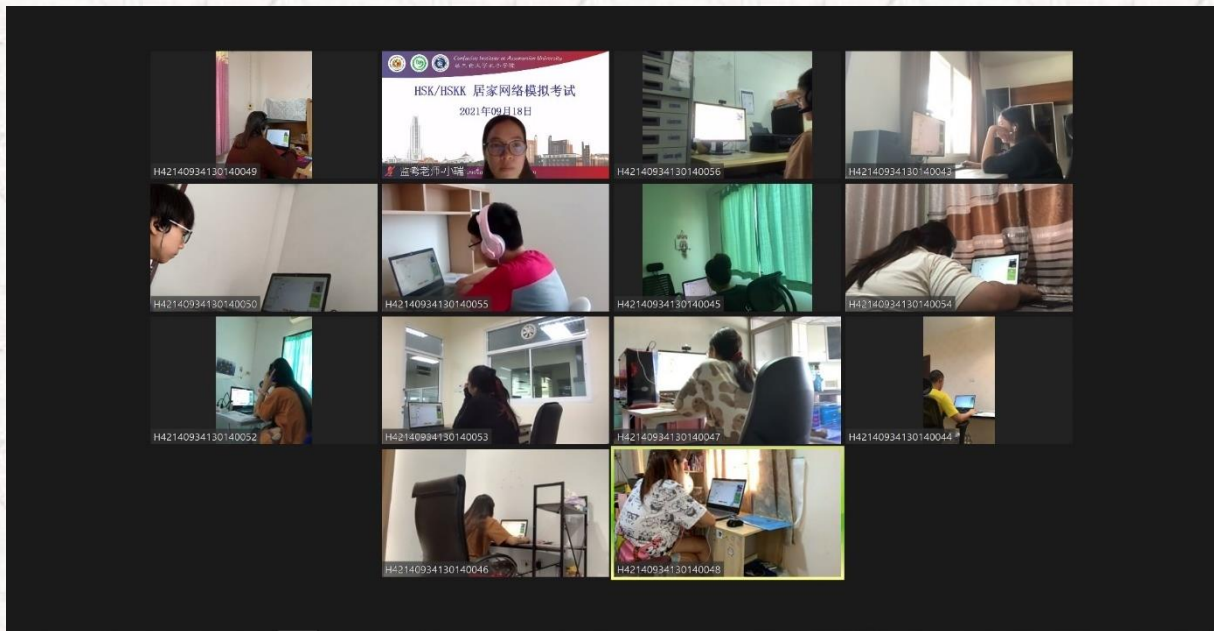 H42140934130140049
Confucius Institute at Assumption University
HSK/HSKK 居家网络模拟考试
2021年09月18日
监考老师-小瑞
H42140934130140056
H42140934130140043
H42140934130140050
H42140934130140055
H42140934130140045
H42140934130140054
H42140934130140052
H42140934130140053
H42140934130140047
H42140934130140044
H42140934130140046
H42140934130140048